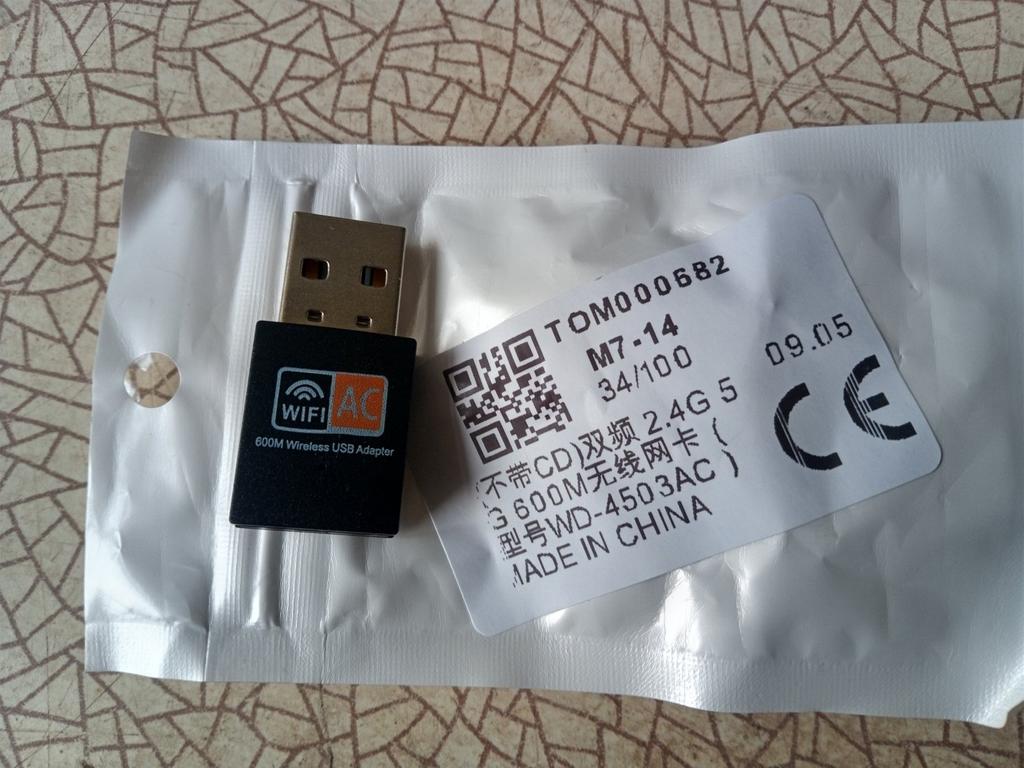 WIFI AC
600M Wireless USB Adapter
TOM000682
M7-14
34/100
09.05
CE
(不带CD)双频 2.4G 5
G 600M无线网卡 (
型号WD-4503AC )
MADE IN CHINA